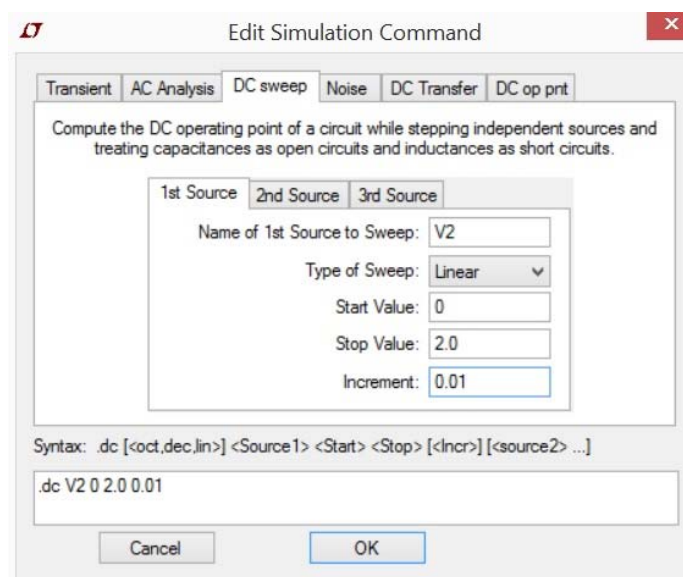 Edit Simulation Command
Transient AC Analysis DC sweep Noise DC Transfer DC op pnt
Compute the DC operating point of a circuit while stepping independent sources and
treating capacitances as open circuits and inductances as short circuits.
1st Source 2nd Source 3rd Source
Name of 1st Source to Sweep: V2
Type of Sweep: Linear
Start Value: 0
Stop Value: 2.0
Increment: 0.01
Syntax: .dc [<oct,dec,lin>] <Source1> <Start> <Stop> [<Incr>] [<source2> ...]
.dc V2 0 2.0 0.01
Cancel OK